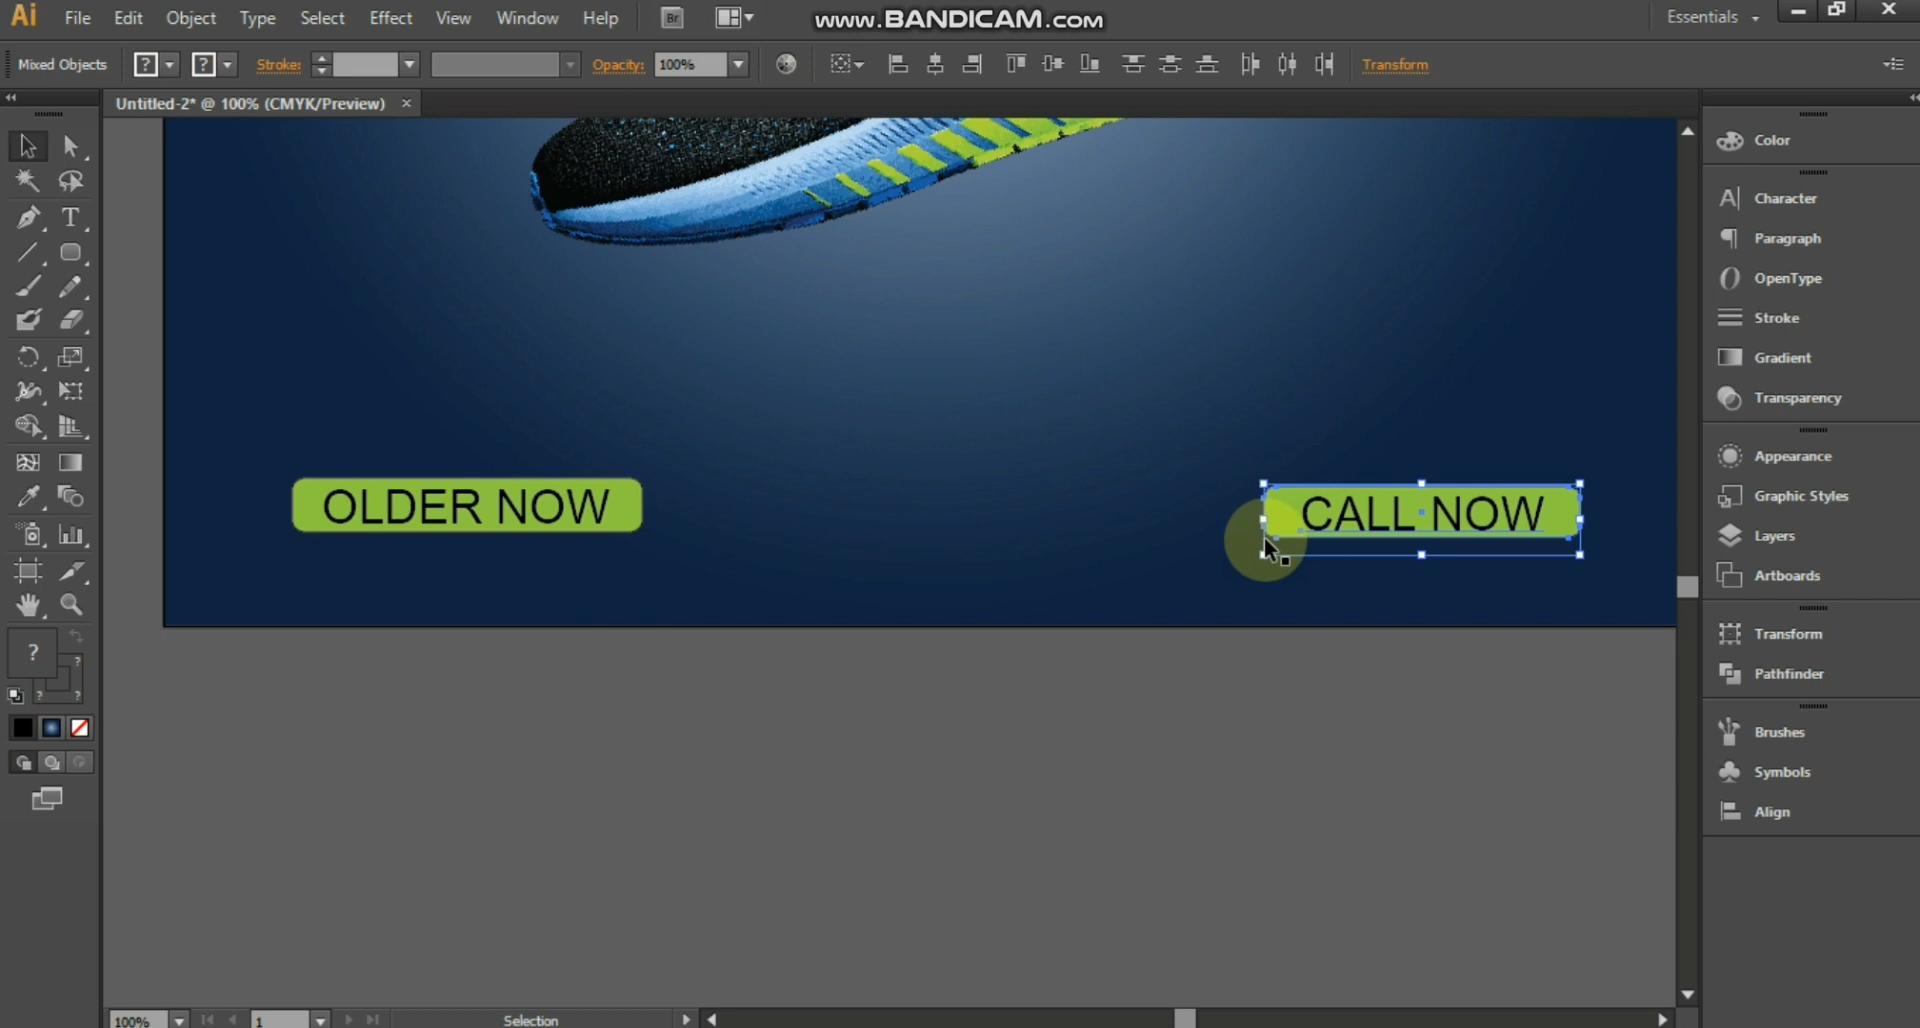 Ai File Edit Object Type Select Effect View Window Help Br www.BANDICAM.com Essentials
Mixed Objects ? ? Stroke: Opacity: 100% Transform
Untitled-2* @ 100% (CMYK/Preview) ×
Color
Character
Paragraph
OpenType
Stroke
Gradient
Transparency
Appearance
Graphic Styles
Layers
Artboards
Transform
Pathfinder
Brushes
Symbols
Align
OLDER NOW
CALL NOW
?
?
? ?
100% 1 Selection